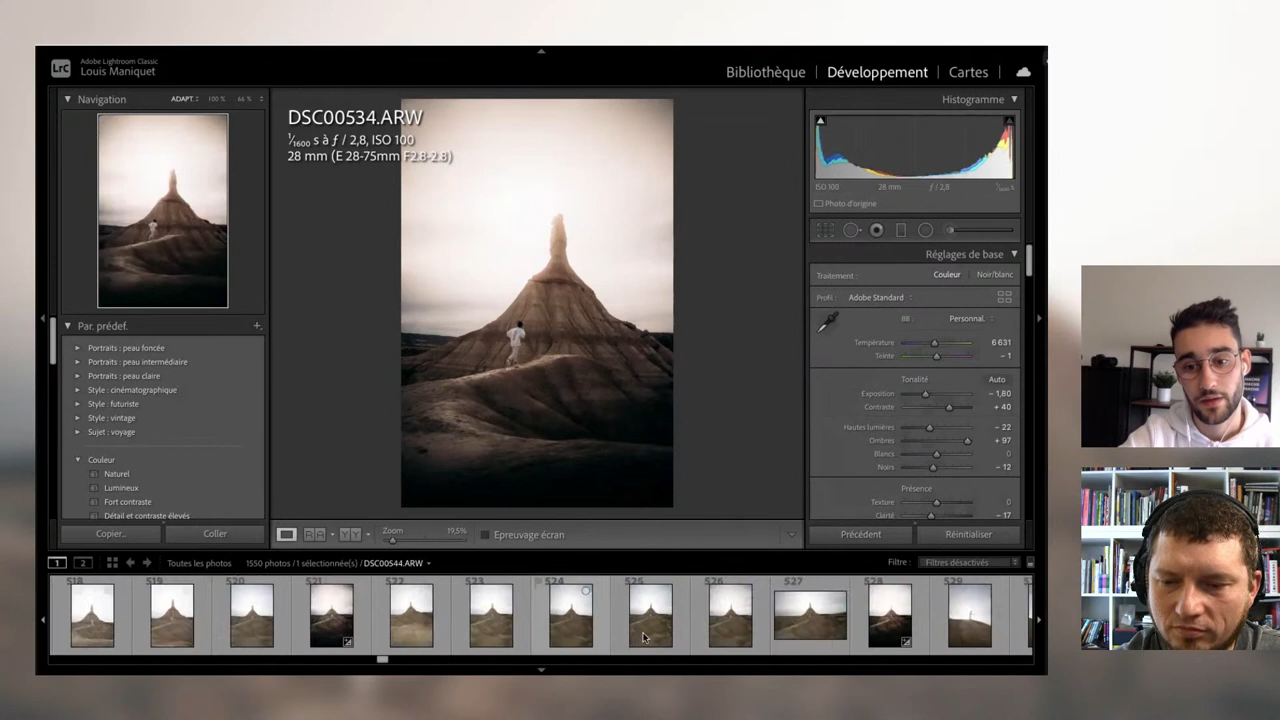 LrC
Adobe Lightroom Classic
Louis Maniquet
Bibliothèque | Développement | Cartes |
Navigation ADAPT. 100 % 66 %
DSC00534.ARW
1/1600 s à ƒ / 2,8, ISO 100
28 mm (E 28-75mm F2.8-2.8)
Par. prédef.
Portraits : peau foncée
Portraits : peau intermédiaire
Portraits : peau claire
Style : cinématographique
Style : futuriste
Style : vintage
Sujet : voyage
Couleur
Naturel
Lumineux
Fort contraste
Détail et contraste élevés
Copier... Coller
Zoom 19,5% Epreuvage écran
Histogramme
ISO 100 28 mm ƒ / 2,8
Photo d'origine
Réglages de base
Traitement : Couleur Noir/blanc
Profil : Adobe Standard
BB : Personnal.
Température 6 631
Teinte – 1
Tonalité Auto
Exposition – 1,80
Contraste + 40
Hautes lumières – 22
Ombres + 97
Blancs 0
Noirs – 12
Présence
Texture 0
Clarté – 17
Précédent Réinitialiser
1 2 Toutes les photos 1550 photos / 1 sélectionnée(s) / DSC00544.ARW Filtre : Filtres désactivés
518 519 520 521 522 523 524 525 526 527 528 529